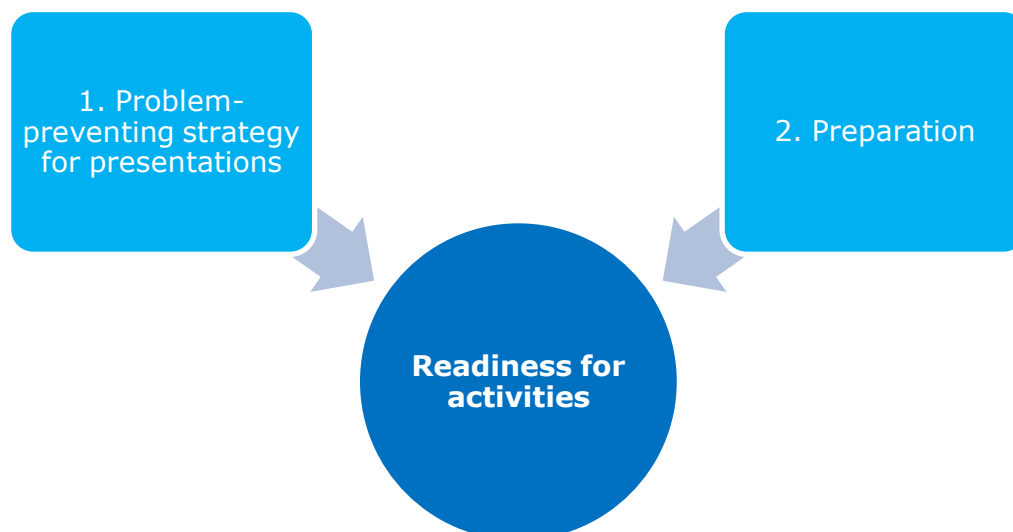 1. Problem-
preventing strategy
for presentations
2. Preparation
Readiness for
activities